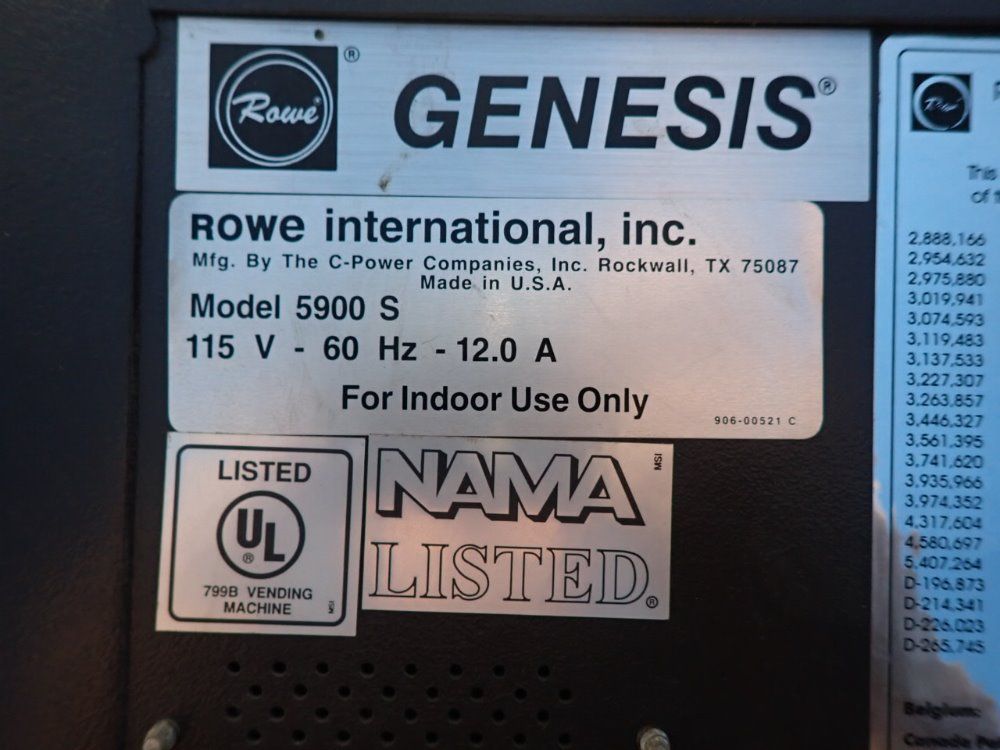 Rowe®
®
GENESIS®
Rowe international, inc.
Mfg. By The C-Power Companies, Inc. Rockwall, TX 75087
Made in U.S.A.
Model 5900 S
115 V - 60 Hz - 12.0 A
For Indoor Use Only
906-00521 C
LISTED
UL
®
799B VENDING
MACHINE
MSI
NAMA
MSI
LISTED®
This
of
2,888,166
2,954,632
2,975,880
3,019,941
3,074,593
3,119,483
3,137,533
3,227,307
3,263,857
3,446,327
3,561,395
3,741,620
3,935,966
3,974,352
4,317,604
4,580,697
5,407,264
D-196,873
D-214,341
D-226,023
D-265,745
Belgium:
Canada